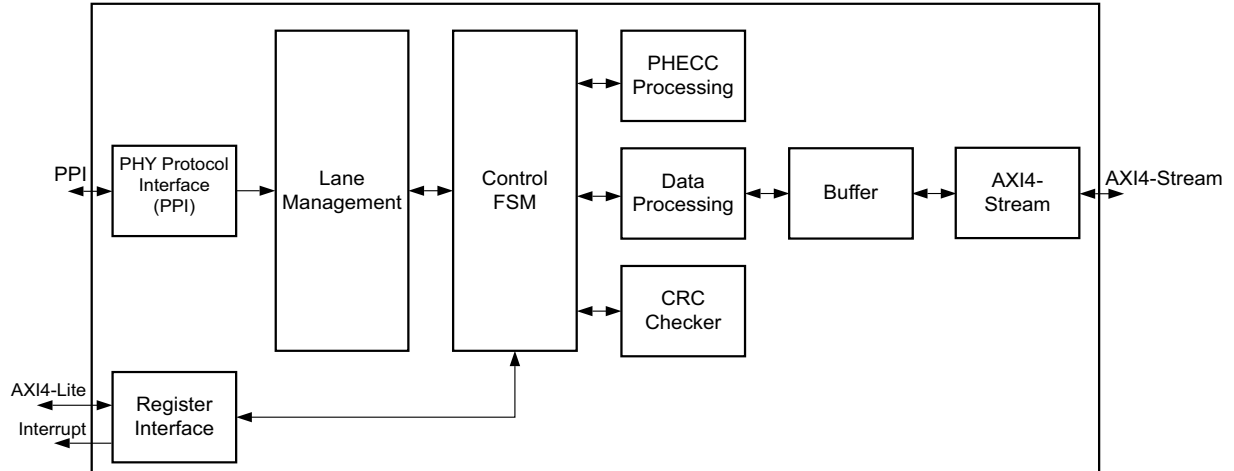 PHECC
Processing
PPI
PHY Protocol
Interface
(PPI)
Lane
Management
Control
FSM
Data
Processing
Buffer
AXI4-
Stream
AXI4-Stream
CRC
Checker
AXI4-Lite
Interrupt
Register
Interface